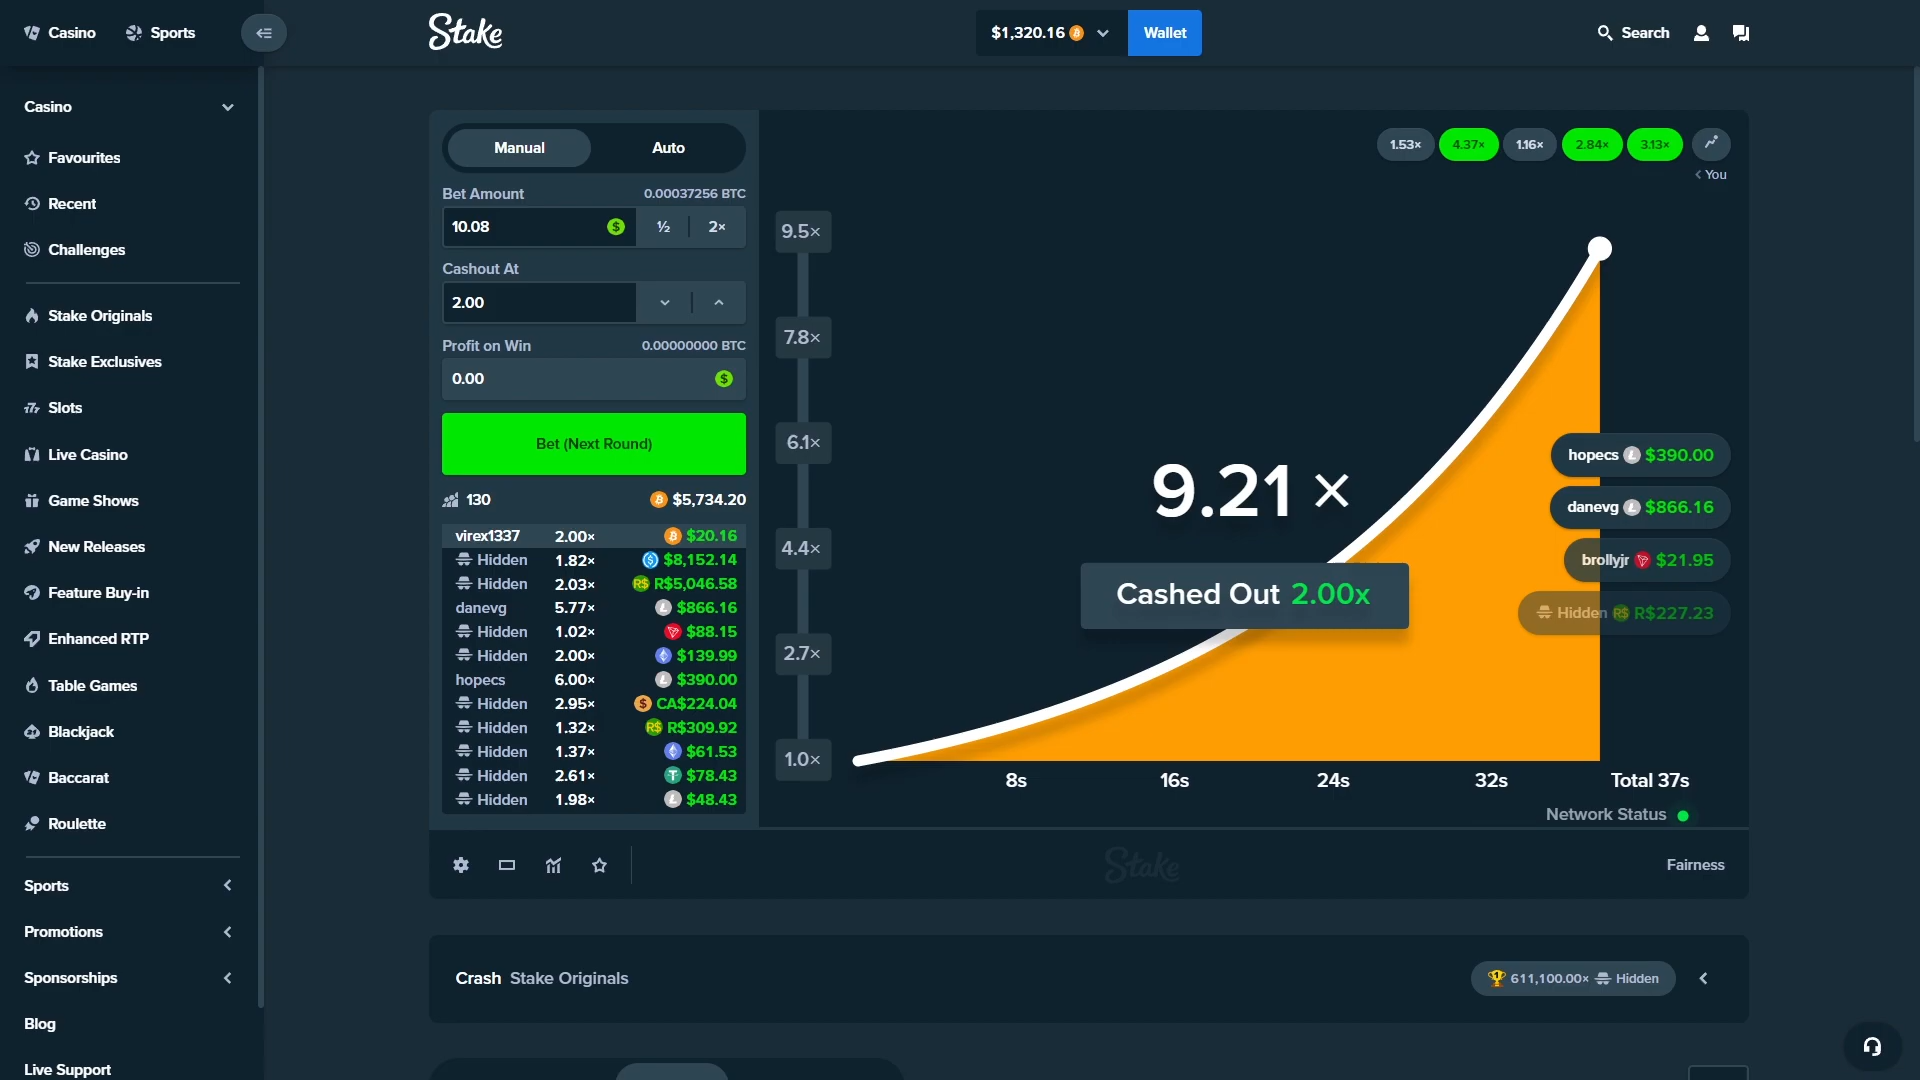 Casino
Sports
Stake
$1,320.16
Wallet
Search
Casino
Favourites
Recent
Challenges
Stake Originals
Stake Exclusives
Slots
Live Casino
Game Shows
New Releases
Feature Buy-in
Enhanced RTP
Table Games
Blackjack
Baccarat
Roulette
Sports
Promotions
Sponsorships
Blog
Live Support
Manual
Auto
Bet Amount
0.00037256 BTC
10.08
½
2×
Cashout At
2.00
Profit on Win
0.00000000 BTC
0.00
Bet (Next Round)
130
$5,734.20
virex1337 2.00× $20.16
Hidden 1.82× $8,152.14
Hidden 2.03× R$5,046.58
danevg 5.77× $866.16
Hidden 1.02× $88.15
Hidden 2.00× $139.99
hopecs 6.00× $390.00
Hidden 2.95× CA$224.04
Hidden 1.32× R$309.92
Hidden 1.37× $61.53
Hidden 2.61× $78.43
Hidden 1.98× $48.43
1.53×
4.37×
1.16×
2.84×
3.13×
You
9.5×
7.8×
6.1×
4.4×
2.7×
1.0×
9.21 ×
Cashed Out 2.00x
hopecs $390.00
danevg $866.16
brollyjr $21.95
Hidden R$227.23
8s
16s
24s
32s
Total 37s
Network Status
Stake
Fairness
Crash Stake Originals
611,100.00× Hidden